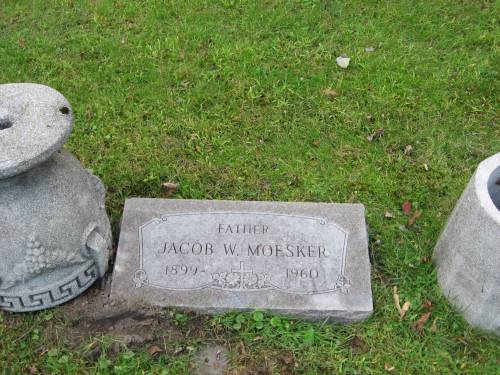 FATHER
JACOB W. MOESKER
1899- 1960